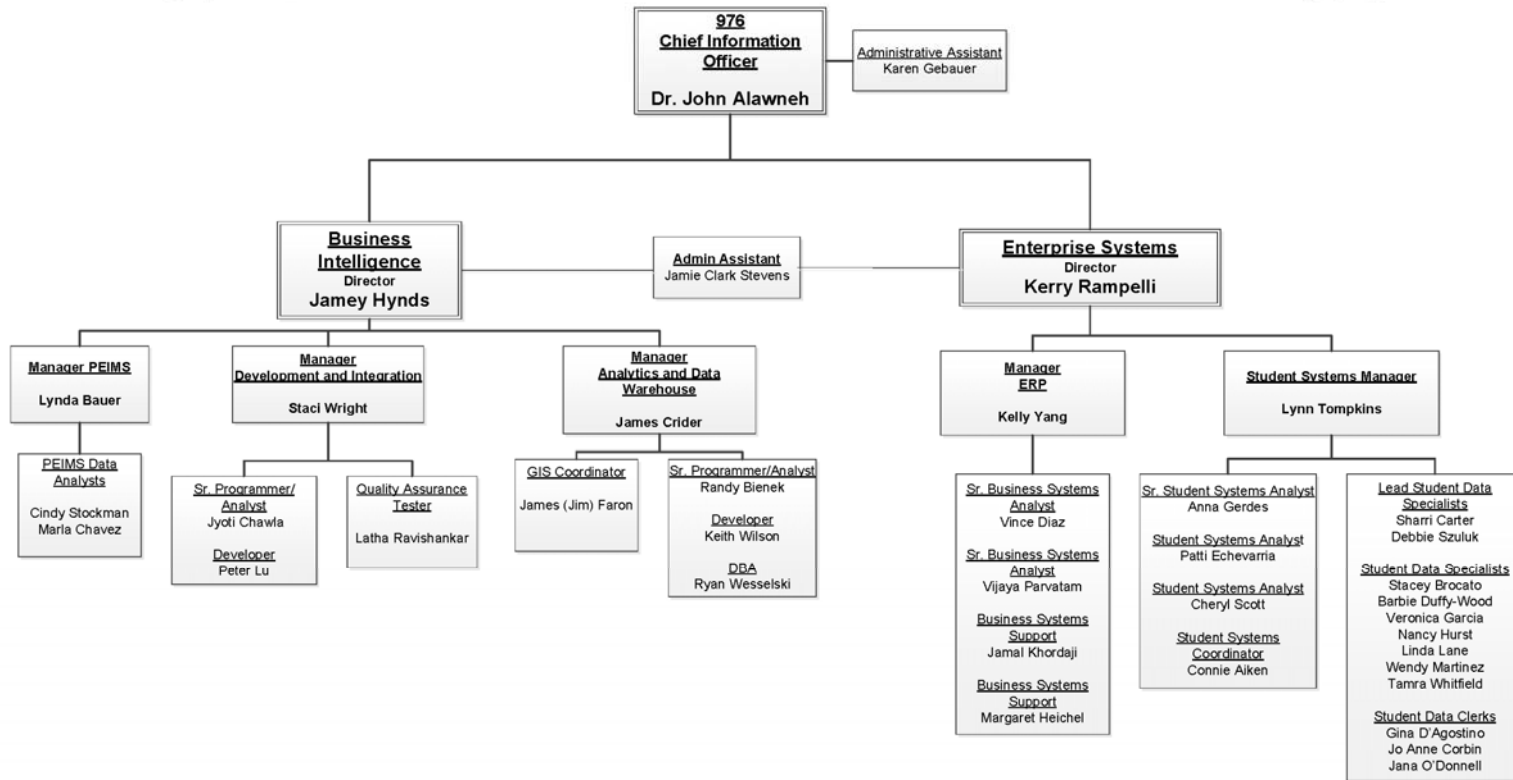 976
Chief Information
Officer
Dr. John Alawneh
Administrative Assistant
Karen Gebauer
Business
Intelligence
Director
Jamey Hynds
Admin Assistant
Jamie Clark Stevens
Enterprise Systems
Director
Kerry Rampelli
Manager PEIMS
Lynda Bauer
Manager
Development and Integration
Staci Wright
Manager
Analytics and Data
Warehouse
James Crider
Manager
ERP
Kelly Yang
Student Systems Manager
Lynn Tompkins
PEIMS Data
Analysts
Cindy Stockman
Marla Chavez
Sr. Programmer/
Analyst
Jyoti Chawla
Developer
Peter Lu
Quality Assurance
Tester
Latha Ravishankar
GIS Coordinator
James (Jim) Faron
Sr. Programmer/Analyst
Randy Bienek
Developer
Keith Wilson
DBA
Ryan Wesselski
Sr. Business Systems
Analyst
Vince Diaz
Sr. Business Systems
Analyst
Vijaya Parvatam
Business Systems
Support
Jamal Khordaji
Business Systems
Support
Margaret Heichel
Sr. Student Systems Analyst
Anna Gerdes
Student Systems Analyst
Patti Echevarria
Student Systems Analyst
Cheryl Scott
Student Systems
Coordinator
Connie Aiken
Lead Student Data
Specialists
Sharri Carter
Debbie Szuluk
Student Data Specialists
Stacey Brocato
Barbie Duffy-Wood
Veronica Garcia
Nancy Hurst
Linda Lane
Wendy Martinez
Tamra Whitfield
Student Data Clerks
Gina D'Agostino
Jo Anne Corbin
Jana O'Donnell